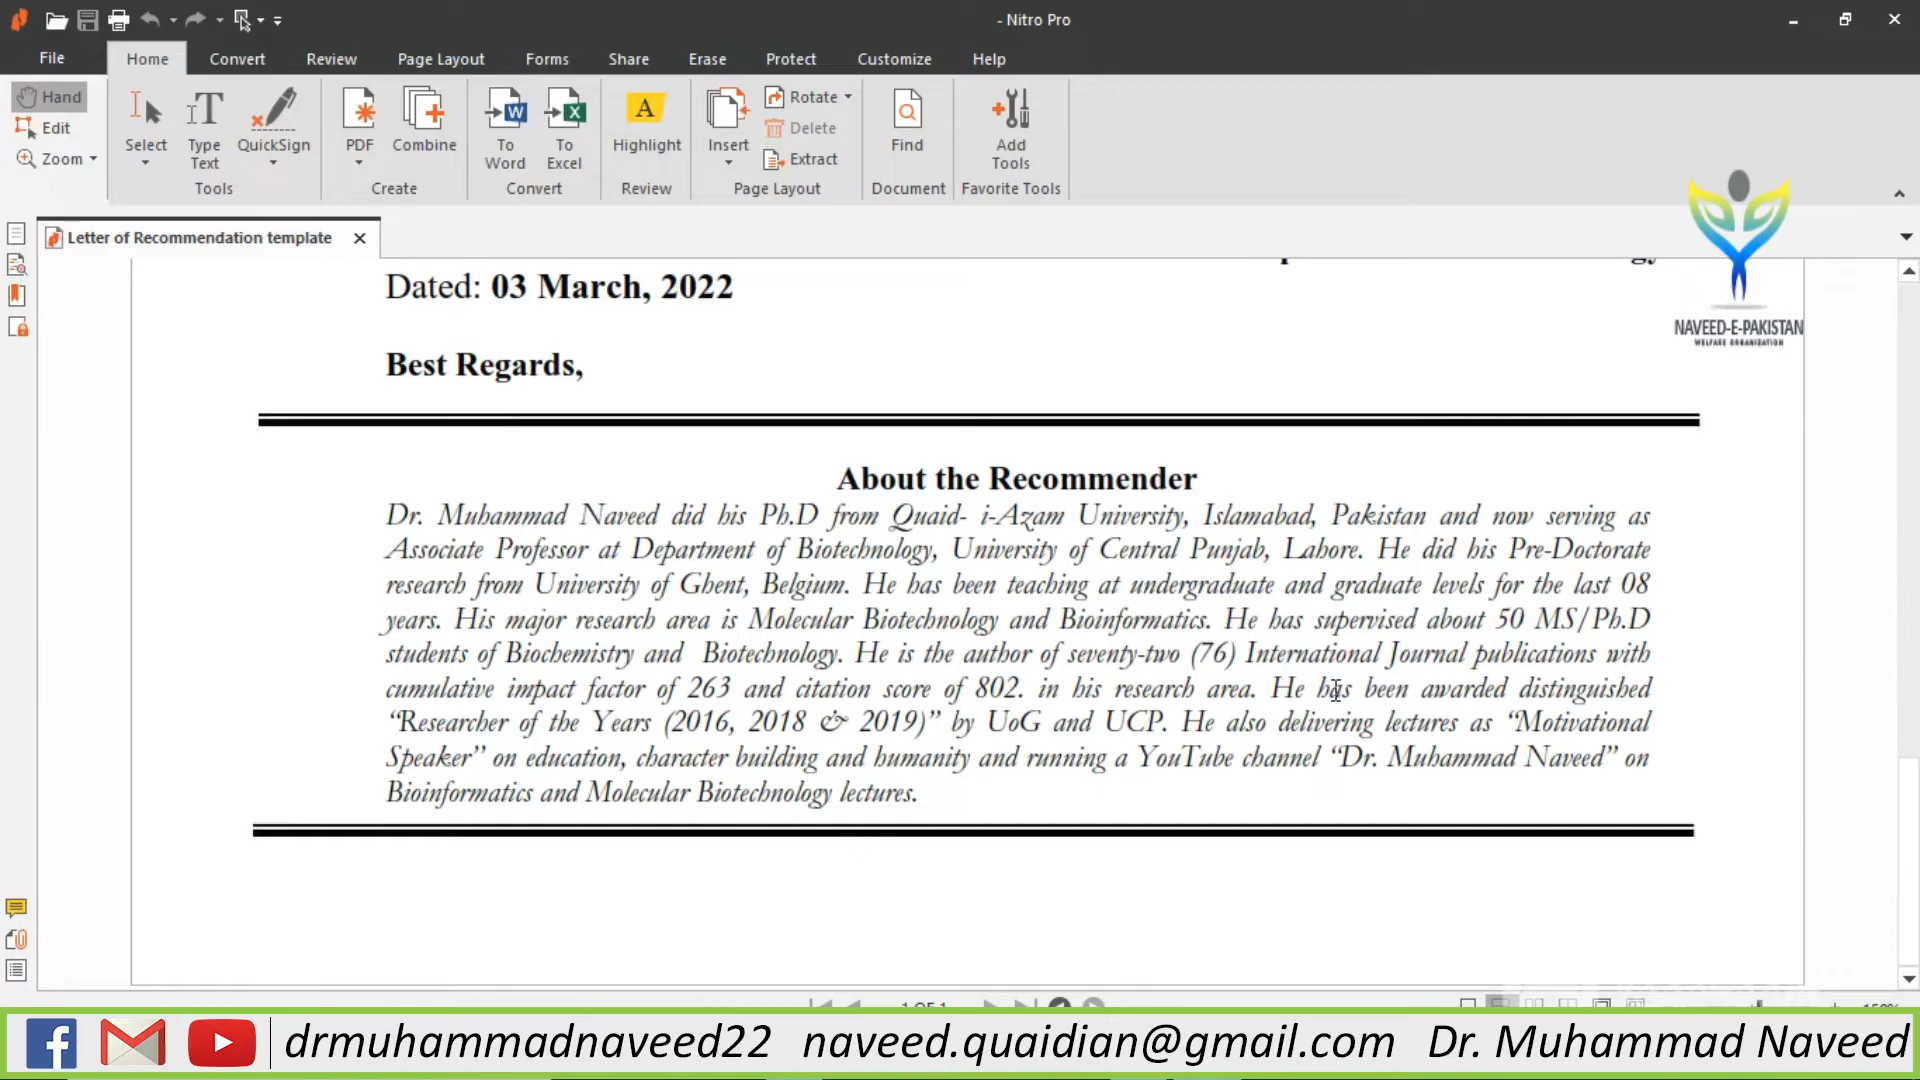 - Nitro Pro
File Home Convert Review Page Layout Forms Share Erase Protect Customize Help
Hand
Edit
Zoom
Select
Type Text
QuickSign
Tools
PDF
Combine
Create
To Word
To Excel
Convert
Highlight
Review
Insert
Rotate
Delete
Extract
Page Layout
Find
Document
Add Tools
Favorite Tools
Letter of Recommendation template
NAVEED-E-PAKISTAN
WELFARE ORGANIZATION
Dated: 03 March, 2022
Best Regards,
About the Recommender
Dr. Muhammad Naveed did his Ph.D from Quaid- i-Azam University, Islamabad, Pakistan and now serving as
Associate Professor at Department of Biotechnology, University of Central Punjab, Lahore. He did his Pre-Doctorate
research from University of Ghent, Belgium. He has been teaching at undergraduate and graduate levels for the last 08
years. His major research area is Molecular Biotechnology and Bioinformatics. He has supervised about 50 MS/Ph.D
students of Biochemistry and Biotechnology. He is the author of seventy-two (76) International Journal publications with
cumulative impact factor of 263 and citation score of 802. in his research area. He has been awarded distinguished
“Researcher of the Years (2016, 2018 & 2019)” by UoG and UCP. He also delivering lectures as “Motivational
Speaker” on education, character building and humanity and running a YouTube channel “Dr. Muhammad Naveed” on
Bioinformatics and Molecular Biotechnology lectures.
drmuhammadnaveed22 naveed.quaidian@gmail.com Dr. Muhammad Naveed